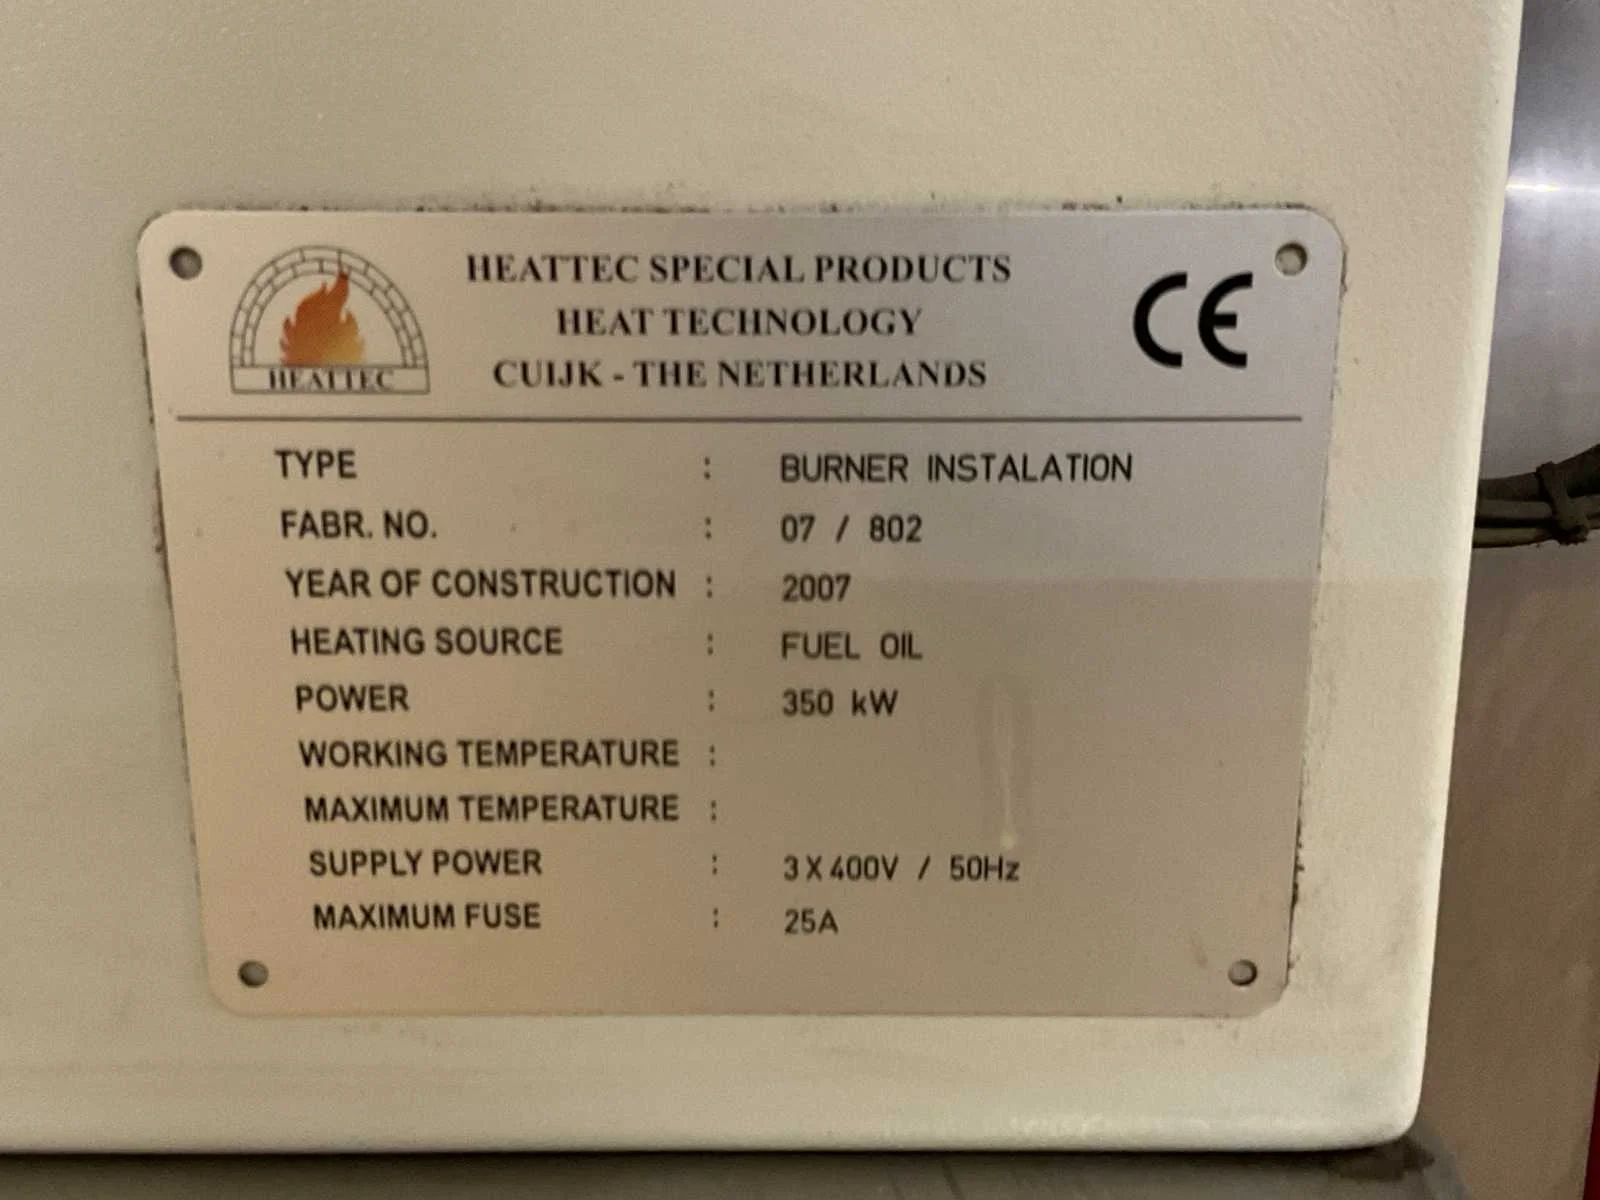 HEATTEC
HEATTEC SPECIAL PRODUCTS
HEAT TECHNOLOGY
CUIJK - THE NETHERLANDS
CE
TYPE : BURNER INSTALATION
FABR. NO. : 07 / 802
YEAR OF CONSTRUCTION : 2007
HEATING SOURCE : FUEL OIL
POWER : 350 kW
WORKING TEMPERATURE :
MAXIMUM TEMPERATURE :
SUPPLY POWER : 3 X 400V / 50Hz
MAXIMUM FUSE : 25A